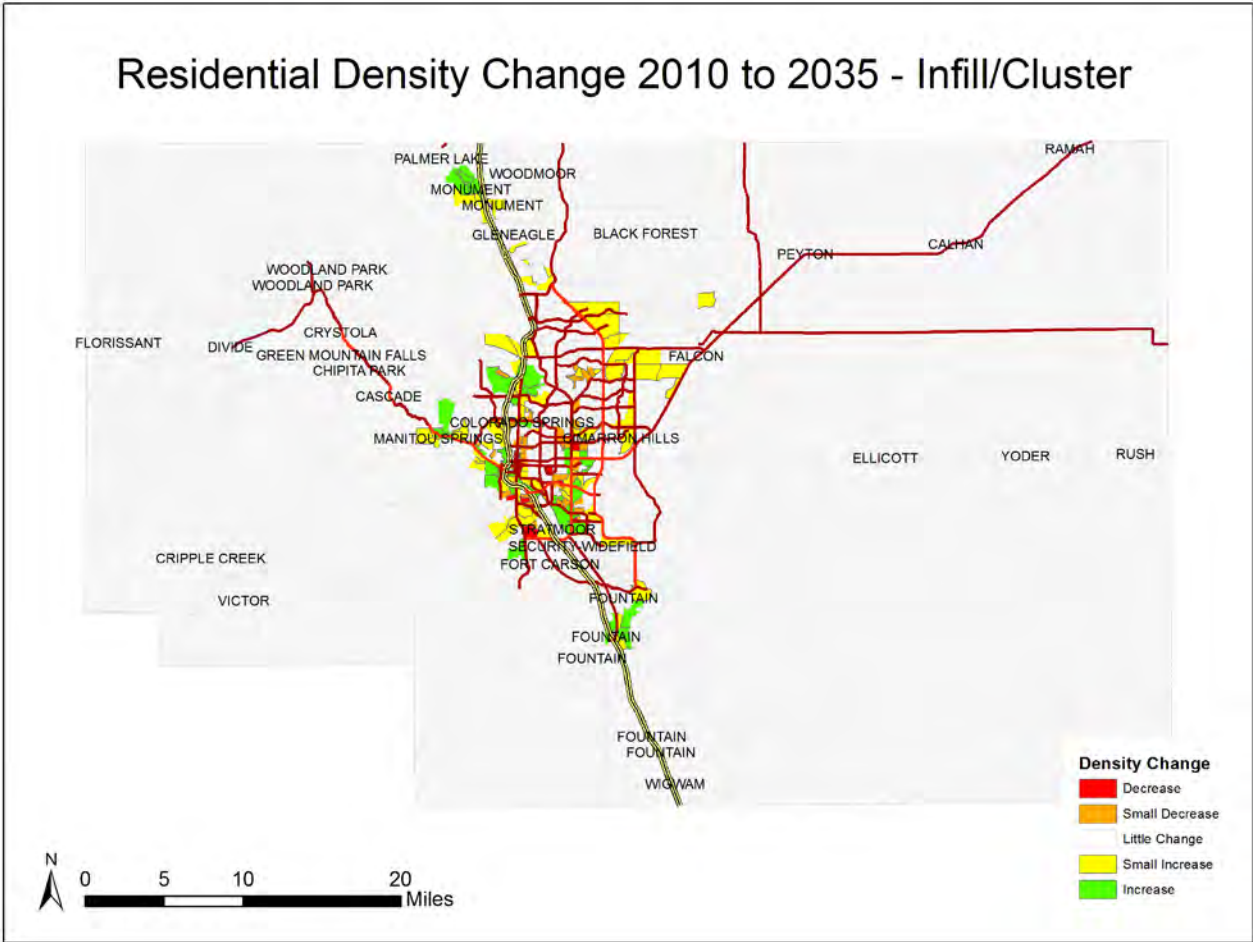 Residential Density Change 2010 to 2035 - Infill/Cluster
RAMAH
PALMER LAKE
WOODMOOR
MONUMENT
MONUMENT
GLENEAGLE
BLACK FOREST
CALHAN
PEYTON
WOODLAND PARK
WOODLAND PARK
CRYSTOLA
FLORISSANT
DIVIDE
GREEN MOUNTAIN FALLS
FALCON
CHIPITA PARK
CASCADE
COLORADO SPRINGS
MANITOU SPRINGS
CIMARRON HILLS
ELLICOTT
YODER
RUSH
STRATMOOR
SECURITY-WIDEFIELD
CRIPPLE CREEK
FORT CARSON
VICTOR
FOUNTAIN
FOUNTAIN
FOUNTAIN
FOUNTAIN
FOUNTAIN
WIGWAM
Density Change
Decrease
Small Decrease
Little Change
Small Increase
Increase
N
0 5 10 20
Miles